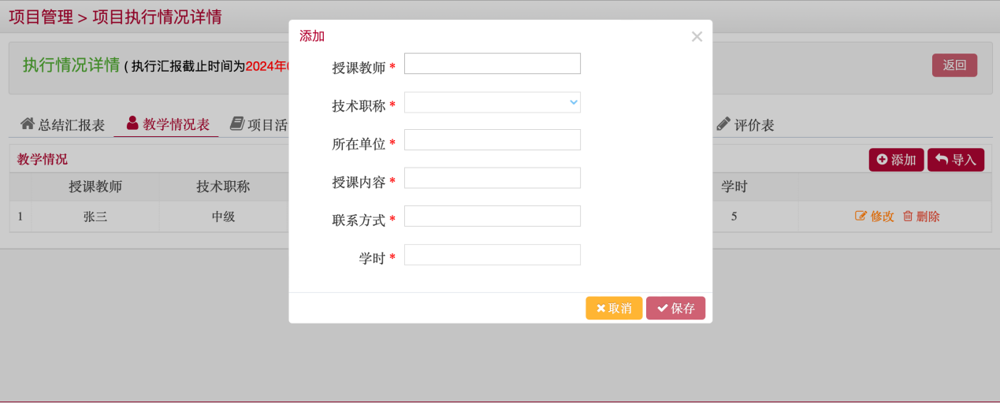 项目管理 > 项目执行情况详情
执行情况详情 ( 执行汇报截止时间为2024年
返回
总结汇报表 教学情况表 项目活 评价表
教学情况
添加 导入
授课教师 技术职称 学时
1 张三 中级 5 修改 删除
添加
授课教师 *
技术职称 *
所在单位 *
授课内容 *
联系方式 *
学时 *
取消 保存